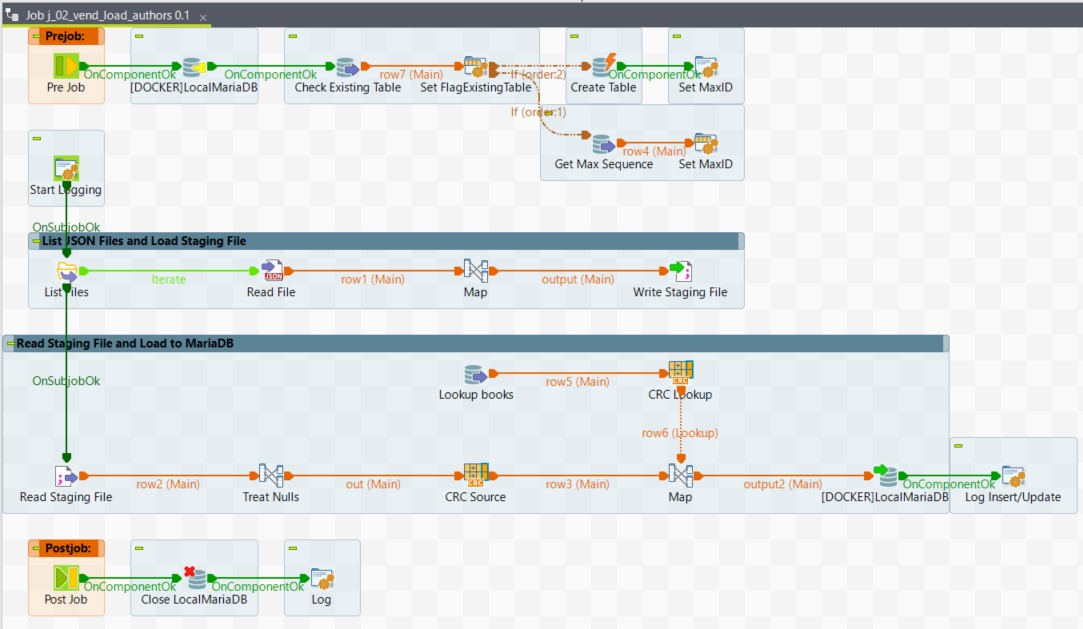 Job j_02_vend_load_authors 0.1
Prejob:
OnComponentOk
OnComponentOk
row7 (Main)
If (order:2)
OnComponentOk
Pre Job
[DOCKER]LocalMariaDB
Check Existing Table
Set FlagExistingTable
Create Table
Set MaxID
If (order:1)
row4 (Main)
Get Max Sequence
Set MaxID
Start Logging
OnSubjobOk
List JSON Files and Load Staging File
Iterate
row1 (Main)
output (Main)
JSON
List Files
Read File
Map
Write Staging File
Read Staging File and Load to MariaDB
OnSubjobOk
row5 (Main)
CRC
Lookup books
CRC Lookup
row6 (Lookup)
row2 (Main)
out (Main)
CRC
row3 (Main)
output2 (Main)
OnComponentOk
Read Staging File
Treat Nulls
CRC Source
Map
[DOCKER]LocalMariaDB
Log Insert/Update
Postjob:
OnComponentOk
OnComponentOk
Post Job
Close LocalMariaDB
Log